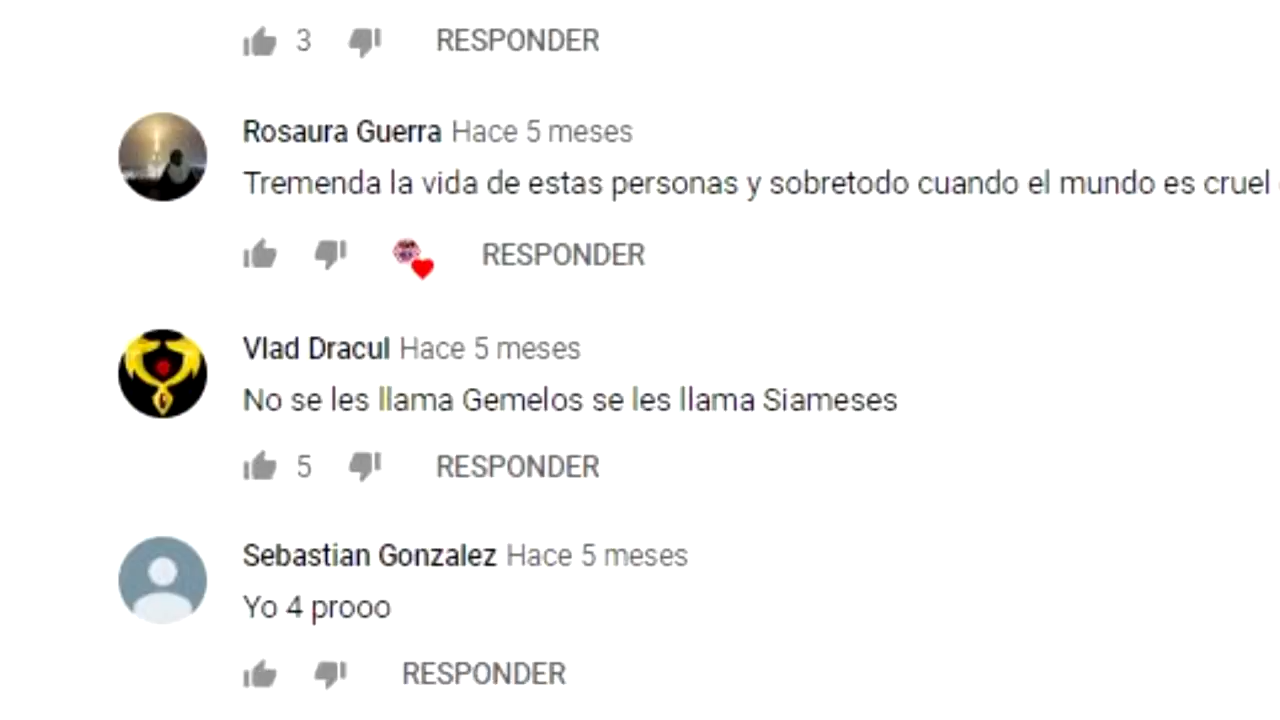 3 RESPONDER
Rosaura Guerra Hace 5 meses
Tremenda la vida de estas personas y sobretodo cuando el mundo es cruel
RESPONDER
Vlad Dracul Hace 5 meses
No se les llama Gemelos se les llama Siameses
5 RESPONDER
Sebastian Gonzalez Hace 5 meses
Yo 4 prooo
RESPONDER